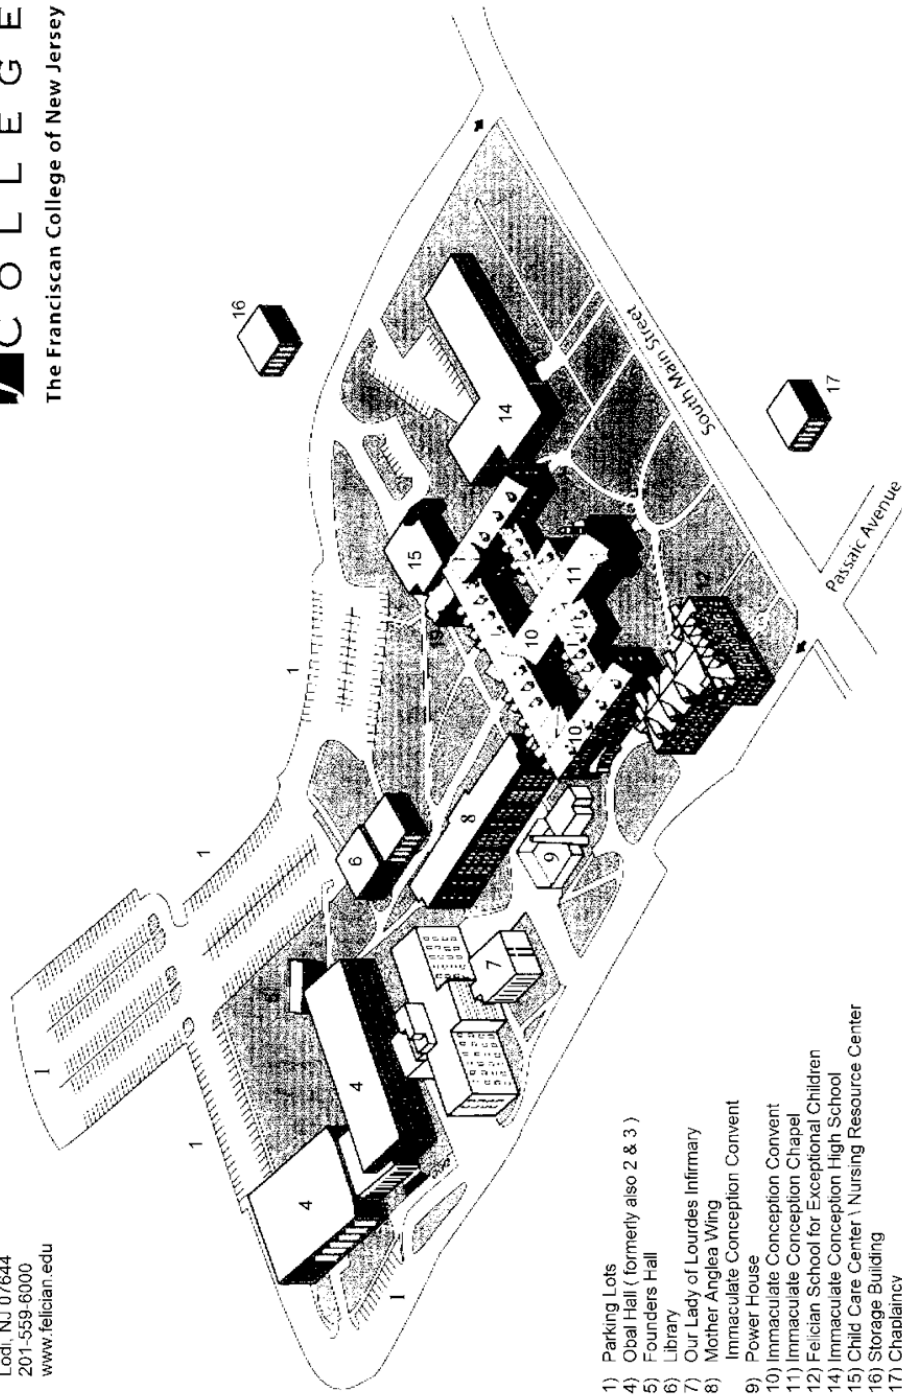 COLLEGE
The Franciscan College of New Jersey
Lodi, NJ 07644
201-559-6000
www.felician.edu
1
1
1
1
1
4
4
6
7
8
9
10
10
11
12
14
14
15
16
17
19
South Main Street
Passaic Avenue
1) Parking Lots
4) Obal Hall ( formerly also 2 & 3 )
5) Founders Hall
6) Library
7) Our Lady of Lourdes Infirmary
8) Mother Anglea Wing
Immaculate Conception Convent
9) Power House
10) Immaculate Conception Convent
11) Immaculate Conception Chapel
12) Felician School for Exceptional Children
14) Immaculate Conception High School
15) Child Care Center \ Nursing Resource Center
16) Storage Building
17) Chaplaincy